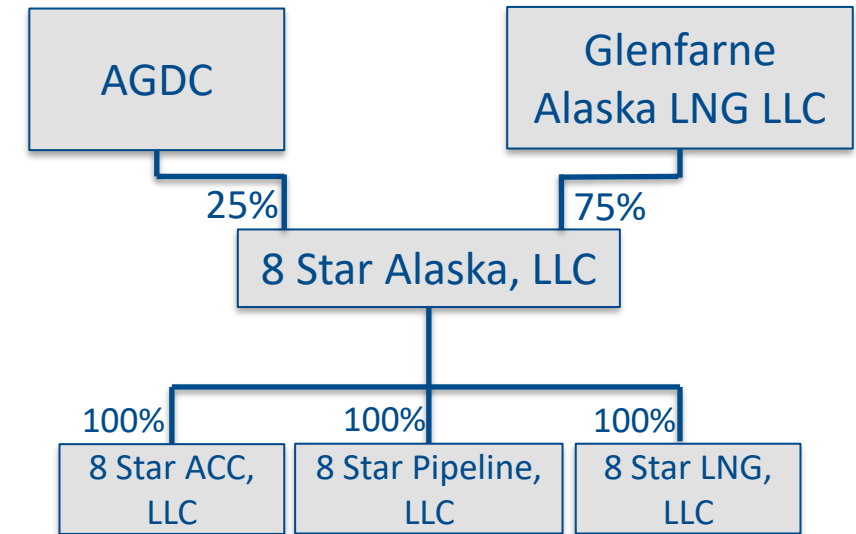 AGDC
Glenfarne
Alaska LNG LLC
25%
75%
8 Star Alaska, LLC
100%
100%
100%
8 Star ACC,
LLC
8 Star Pipeline,
LLC
8 Star LNG,
LLC